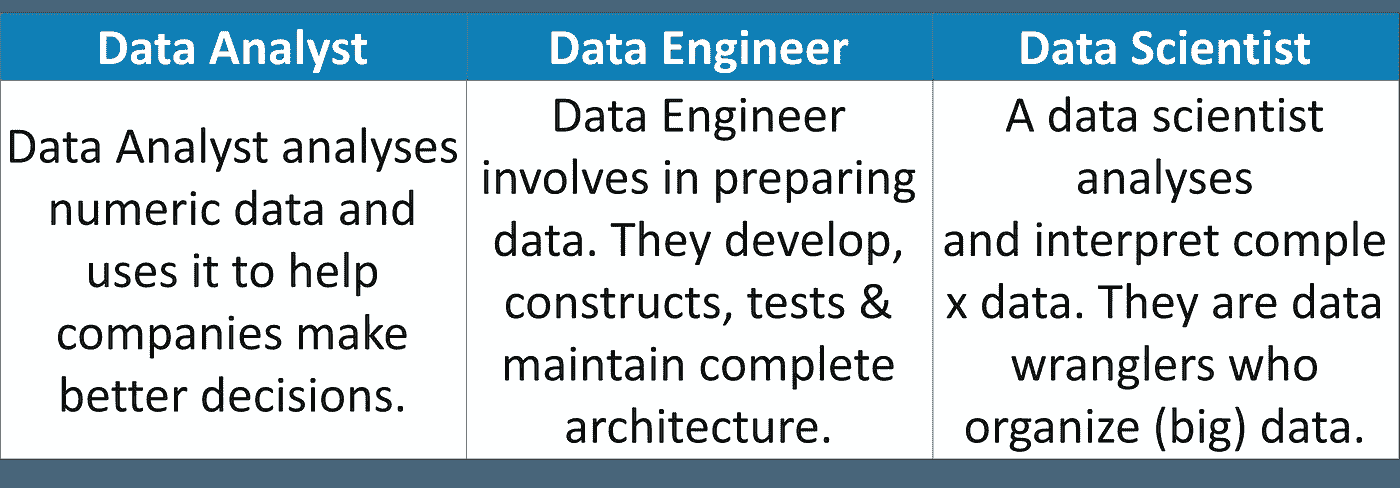 Data Analyst
Data Engineer
Data Scientist
Data Analyst analyses
numeric data and
uses it to help
companies make
better decisions.
Data Engineer
involves in preparing
data. They develop,
constructs, tests &
maintain complete
architecture.
A data scientist
analyses
and interpret comple
x data. They are data
wranglers who
organize (big) data.